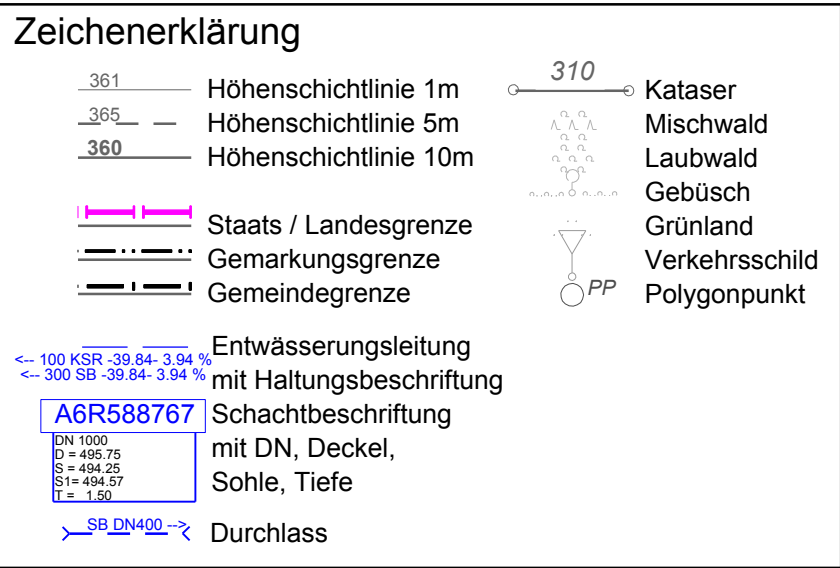 Zeichenerklärung
361 Höhenschichtlinie 1m
365 Höhenschichtlinie 5m
360 Höhenschichtlinie 10m
Staats / Landesgrenze
Gemarkungsgrenze
Gemeindegrenze
Entwässerungsleitung
<-- 100 KSR -39.84- 3.94 %
<-- 300 SB -39.84- 3.94 % mit Haltungsbeschriftung
A6R588767 Schachtbeschriftung
DN 1000
D = 495.75
S = 494.25
S1= 494.57
T = 1.50
mit DN, Deckel,
Sohle, Tiefe
SB DN400 --> Durchlass
310 Kataser
Mischwald
Laubwald
Gebüsch
Grünland
Verkehrsschild
PP Polygonpunkt